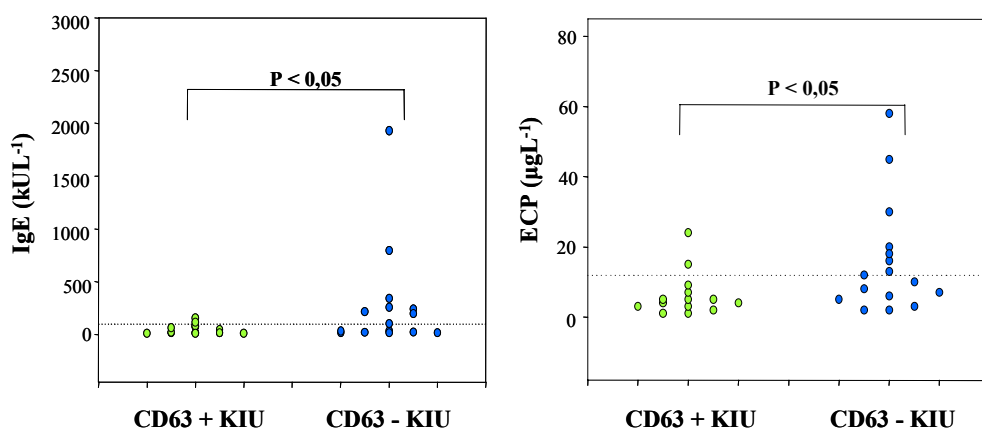 3000
2500
2000
1500
1000
500
0
IgE (kUL-1)
P < 0,05
CD63 + KIU
CD63 - KIU
80
60
40
20
0
ECP (µgL-1)
P < 0,05
CD63 + KIU
CD63 - KIU